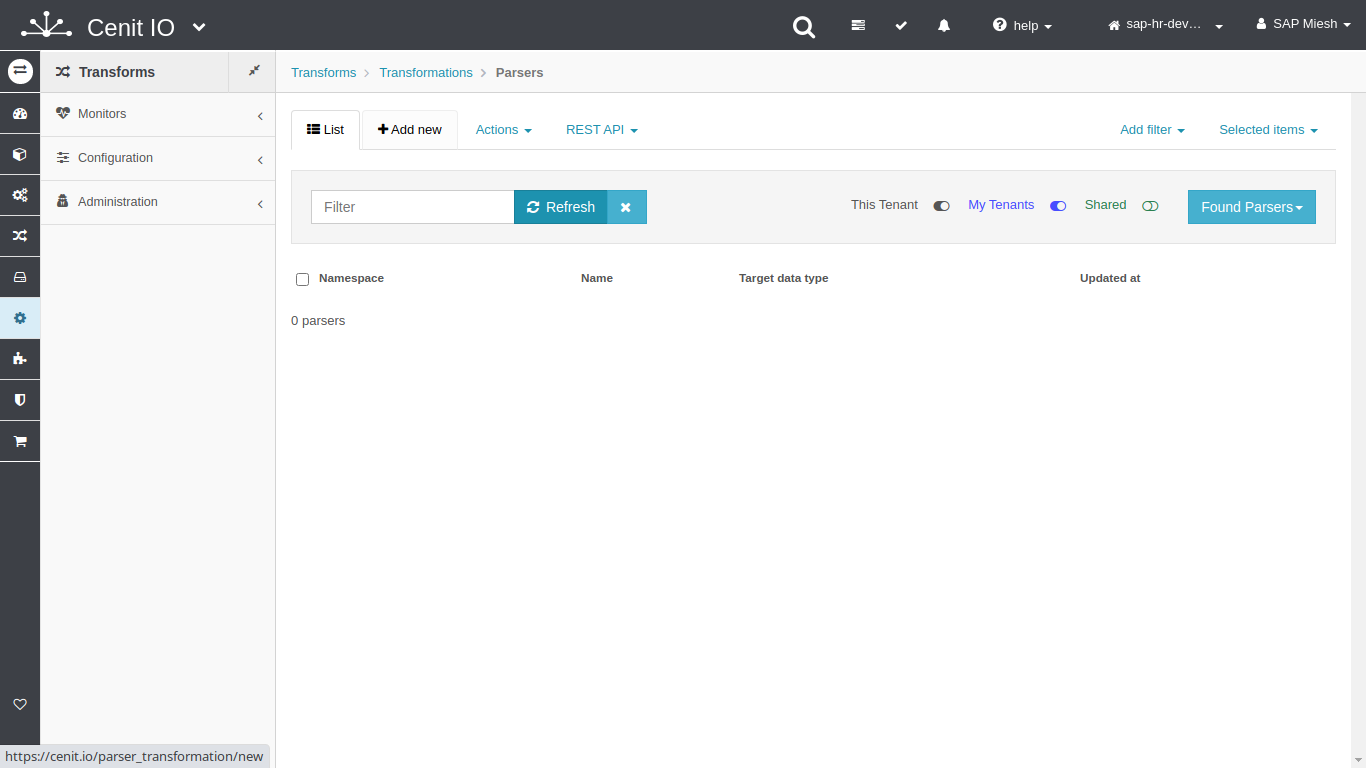 Cenit IO
help
sap-hr-dev…
SAP Miesh
Transforms
Transforms
Transformations
Parsers
Monitors
Configuration
Administration
List
Add new
Actions
REST API
Add filter
Selected items
Filter
Refresh
This Tenant
My Tenants
Shared
Found Parsers
Namespace
Name
Target data type
Updated at
0 parsers
https://cenit.io/parser_transformation/new